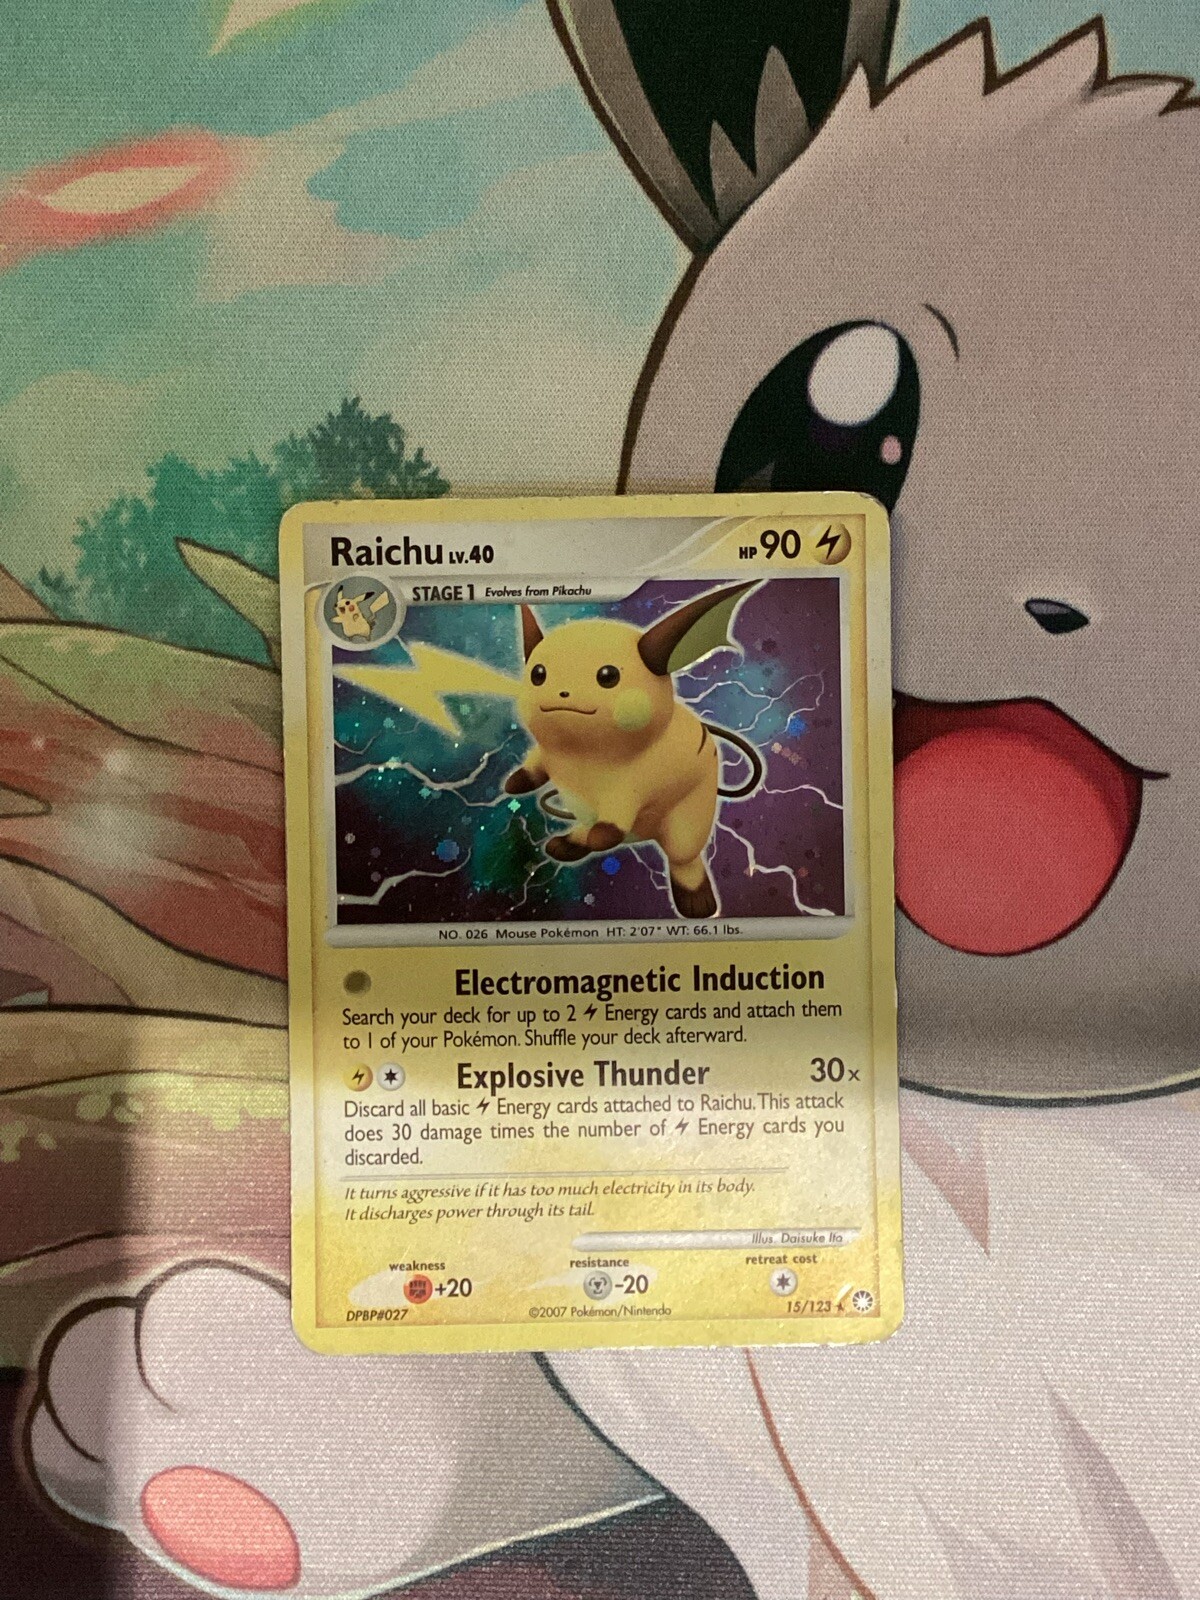 Raichu LV.40 HP 90
STAGE 1 Evolves from Pikachu
NO. 026 Mouse Pokémon HT: 2'07" WT: 66.1 lbs.
Electromagnetic Induction
Search your deck for up to 2 Energy cards and attach them
to 1 of your Pokémon. Shuffle your deck afterward.
Explosive Thunder 30x
Discard all basic Energy cards attached to Raichu. This attack
does 30 damage times the number of Energy cards you
discarded.
It turns aggressive if it has too much electricity in its body.
It discharges power through its tail.
Illus. Daisuke Ito
weakness resistance retreat cost
+20 -20
DPBP#027 ©2007 Pokémon/Nintendo 15/123 ★